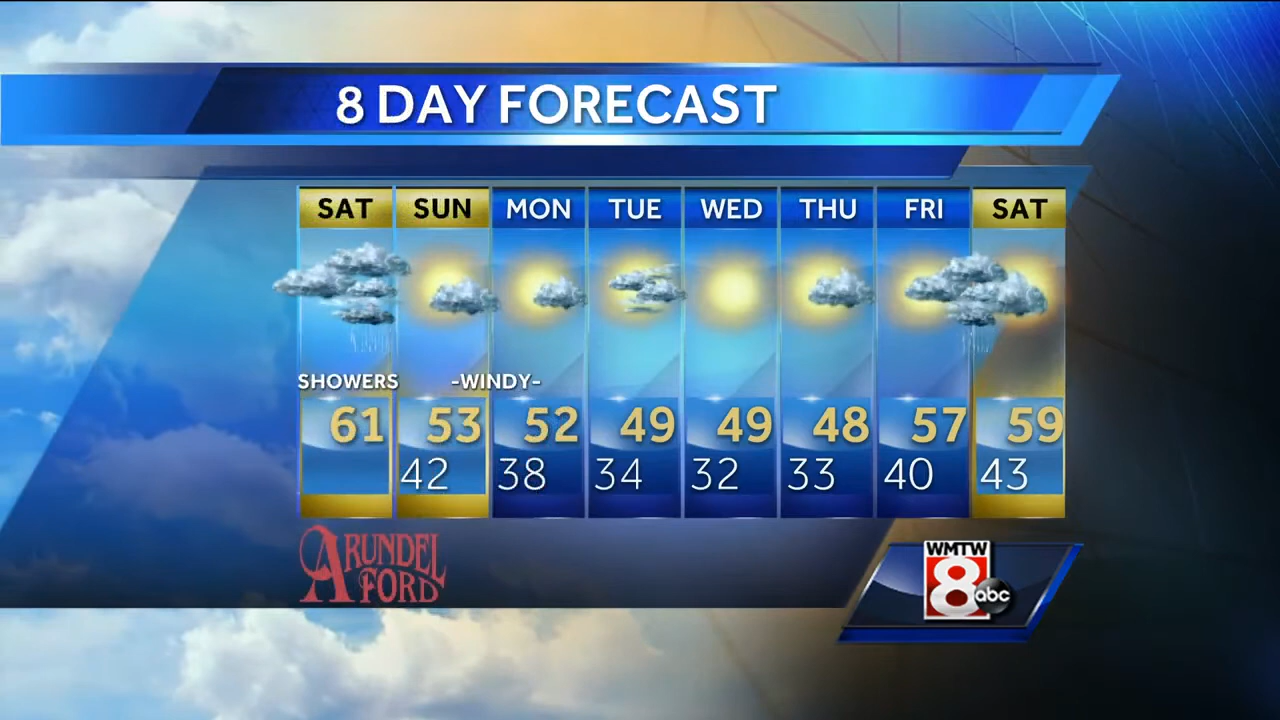 8 DAY FORECAST
SAT SUN MON TUE WED THU FRI SAT
SHOWERS -WINDY-
61 53 52 49 49 48 57 59
42 38 34 32 33 40 43
ARUNDEL
FORD
WMTW
8
abc